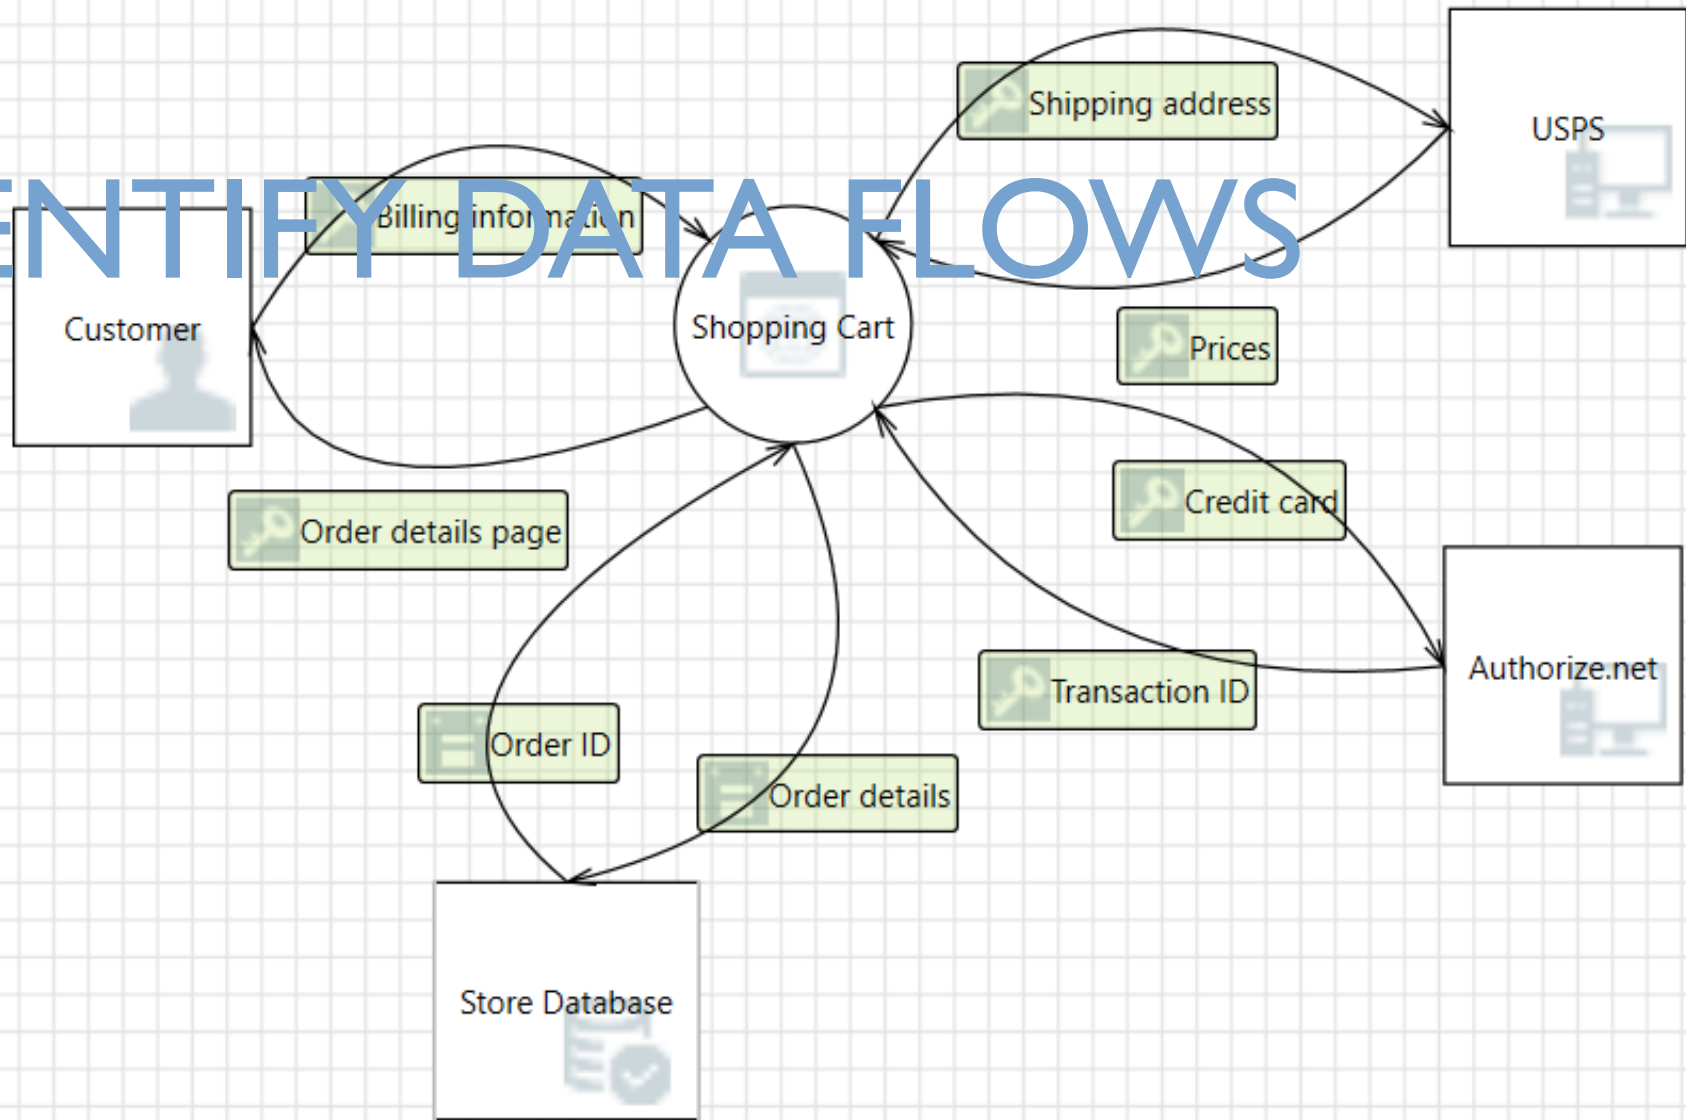 Shipping address
USPS
ENTIFY DATA FLOWS
Billing information
Customer
Shopping Cart
Prices
Credit card
Order details page
Authorize.net
Transaction ID
Order ID
Order details
Store Database